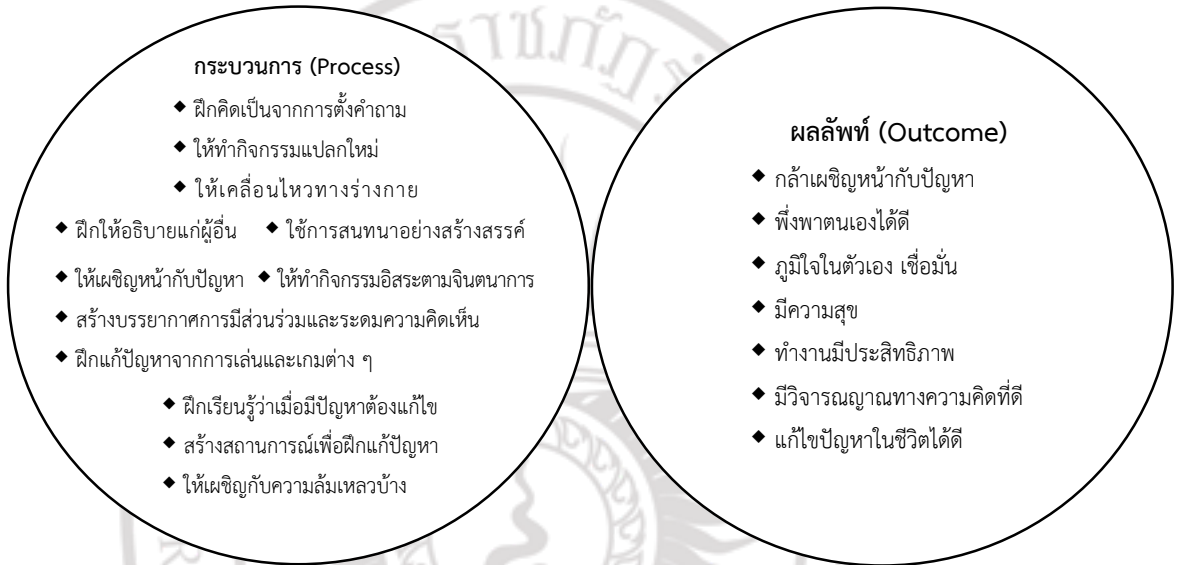 ราชภัฏรำ
กระบวนการ (Process)
◆ ฝึกคิดเป็นจากการตั้งคำถาม
◆ ให้ทำกิจกรรมแปลกใหม่
◆ ให้เคลื่อนไหวทางร่างกาย
◆ ฝึกให้อธิบายแก่ผู้อื่น ◆ ใช้การสนทนาอย่างสร้างสรรค์
◆ ให้เผชิญหน้ากับปัญหา ◆ ให้ทำกิจกรรมอิสระตามจินตนาการ
◆ สร้างบรรยากาศการมีส่วนร่วมและระดมความคิดเห็น
◆ ฝึกแก้ปัญหาจากการเล่นและเกมต่าง ๆ
◆ ฝึกเรียนรู้ว่าเมื่อมีปัญหาต้องแก้ไข
◆ สร้างสถานการณ์เพื่อฝึกแก้ปัญหา
◆ ให้เผชิญกับความล้มเหลวบ้าง
ผลลัพท์ (Outcome)
◆ กล้าเผชิญหน้ากับปัญหา
◆ พึ่งพาตนเองได้ดี
◆ ภูมิใจในตัวเอง เชื่อมั่น
◆ มีความสุข
◆ ทำงานมีประสิทธิภาพ
◆ มีวิจารณญาณทางความคิดที่ดี
◆ แก้ไขปัญหาในชีวิตได้ดี